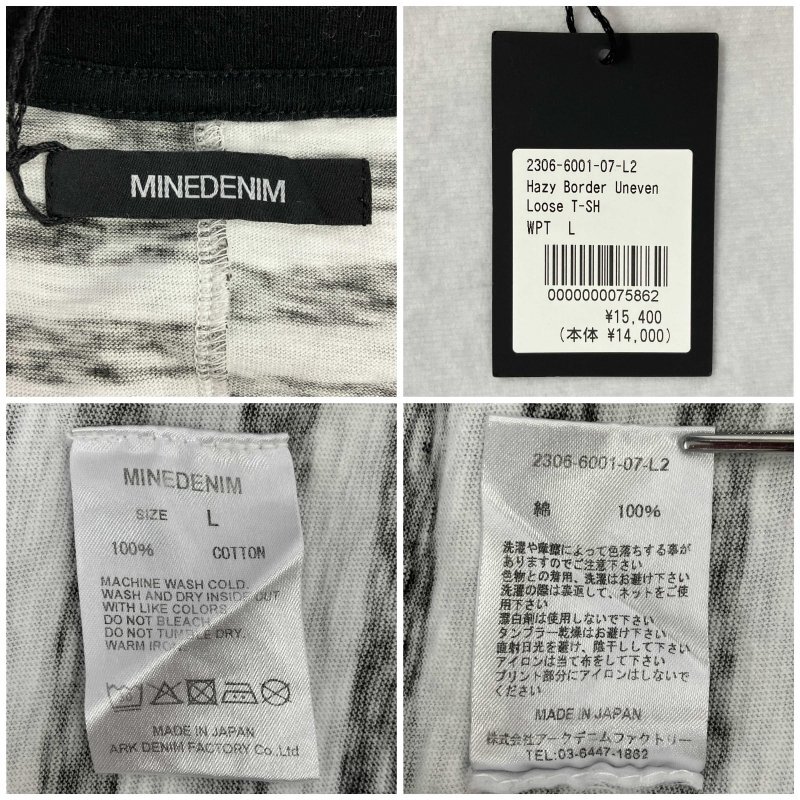 MINEDENIM
2306-6001-07-L2
Hazy Border Uneven
Loose T-SH
WPT L
0000000075862
¥15,400
(本体 ¥14,000)
MINEDENIM
SIZE L
100% COTTON
MACHINE WASH COLD.
WASH AND DRY INSIDE OUT
WITH LIKE COLORS.
DO NOT BLEACH.
DO NOT TUMBLE DRY.
WARM IRON.
MADE IN JAPAN
ARK DENIM FACTORY Co.,Ltd
2306-6001-07-L2
綿 100%
洗濯や摩擦によって色落ちする事が
ありますのでご注意下さい
色物との着用、洗濯はお避け下さい
洗濯の際は裏返して、ネットをご使
用下さい
漂白剤は使用しないで下さい
タンブラー乾燥はお避け下さい
直射日光を避け、陰干しして下さい
アイロンは当て布をして下さい
プリント部分にアイロンはしないで
ください
MADE IN JAPAN
株式会社アークデニムファクトリー
TEL:03-6447-1862